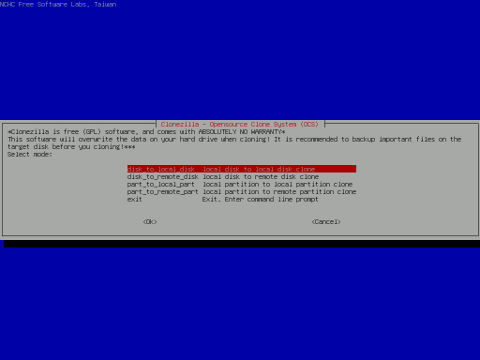 NCHC Free Software Labs, Taiwan
Clonezilla - Opensource Clone System (OCS)
*Clonezilla is free (GPL) software, and comes with ABSOLUTELY NO WARRANTY*
This software will overwrite the data on your hard drive when cloning! It is recommended to backup important files on the
target disk before you cloning!***
Select mode:
disk_to_local_disk local disk to local disk clone
disk_to_remote_disk local disk to remote disk clone
part_to_local_part local partition to local partition clone
part_to_remote_part local partition to remote partition clone
exit Exit. Enter command line prompt
<Ok> <Cancel>